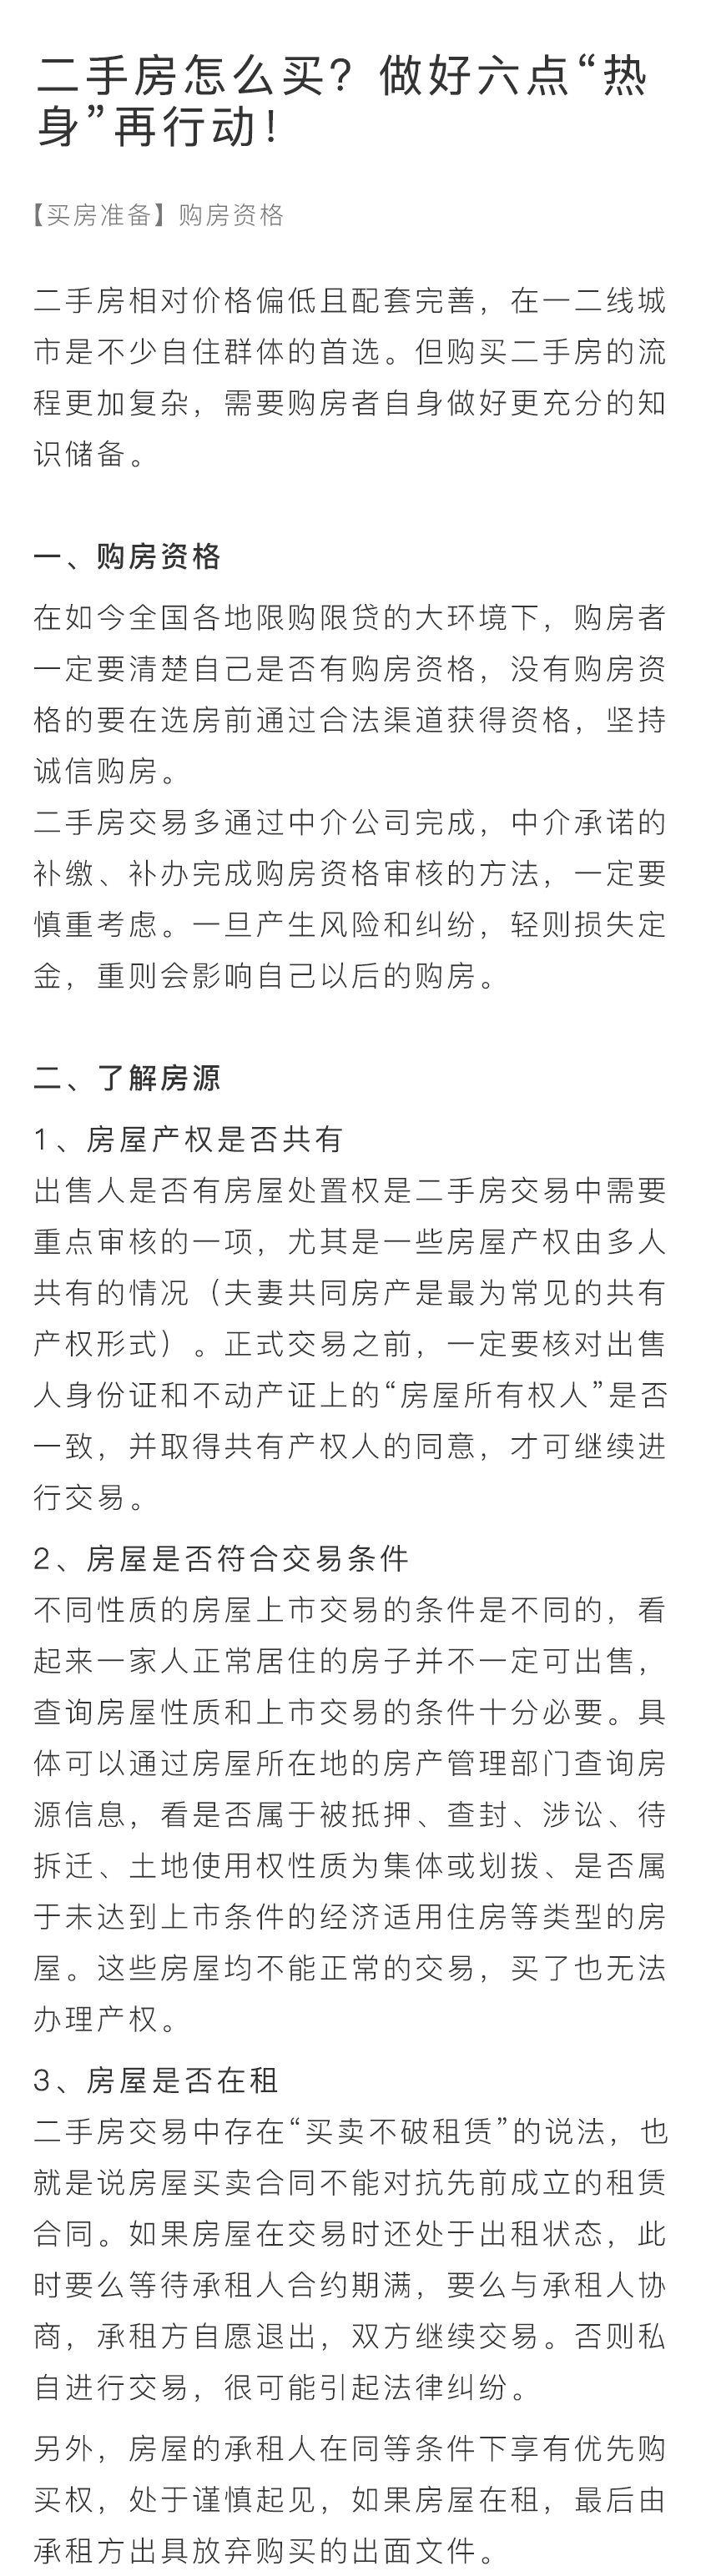 二手房怎么买？做好六点“热
身”再行动！
【买房准备】购房资格
二手房相对价格偏低且配套完善，在一二线城
市是不少自住群体的首选。但购买二手房的流
程更加复杂，需要购房者自身做好更充分的知
识储备。
一、购房资格
在如今全国各地限购限贷的大环境下，购房者
一定要清楚自己是否有购房资格，没有购房资
格的要在选房前通过合法渠道获得资格，坚持
诚信购房。
二手房交易多通过中介公司完成，中介承诺的
补缴、补办完成购房资格审核的方法，一定要
慎重考虑。一旦产生风险和纠纷，轻则损失定
金，重则会影响自己以后的购房。
二、了解房源
1、房屋产权是否共有
出售人是否有房屋处置权是二手房交易中需要
重点审核的一项，尤其是一些房屋产权由多人
共有的情况（夫妻共同房产是最为常见的共有
产权形式）。正式交易之前，一定要核对出售
人身份证和不动产证上的“房屋所有权人”是否
一致，并取得共有产权人的同意，才可继续进
行交易。
2、房屋是否符合交易条件
不同性质的房屋上市交易的条件是不同的，看
起来一家人正常居住的房子并不一定可出售，
查询房屋性质和上市交易的条件十分必要。具
体可以通过房屋所在地的房产管理部门查询房
源信息，看是否属于被抵押、查封、涉讼、待
拆迁、土地使用权性质为集体或划拨、是否属
于未达到上市条件的经济适用住房等类型的房
屋。这些房屋均不能正常的交易，买了也无法
办理产权。
3、房屋是否在租
二手房交易中存在“买卖不破租赁”的说法，也
就是说房屋买卖合同不能对抗先前成立的租赁
合同。如果房屋在交易时还处于出租状态，此
时要么等待承租人合约期满，要么与承租人协
商，承租方自愿退出，双方继续交易。否则私
自进行交易，很可能引起法律纠纷。
另外，房屋的承租人在同等条件下享有优先购
买权，处于谨慎起见，如果房屋在租，最后由
承租方出具放弃购买的出面文件。